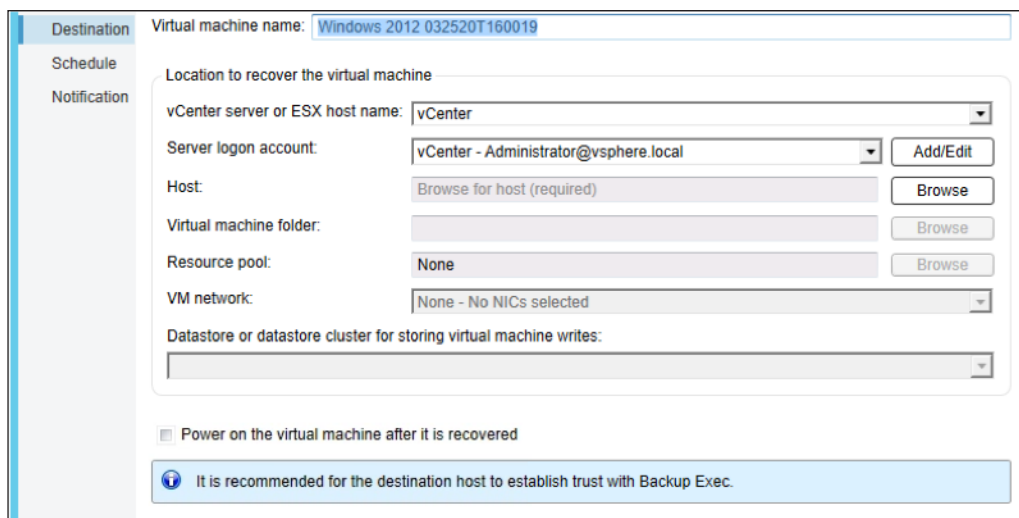 Destination
Schedule
Notification
Virtual machine name: Windows 2012 032520T160019
Location to recover the virtual machine
vCenter server or ESX host name: vCenter
Server logon account: vCenter - Administrator@vsphere.local Add/Edit
Host: Browse for host (required) Browse
Virtual machine folder: Browse
Resource pool: None Browse
VM network: None - No NICs selected
Datastore or datastore cluster for storing virtual machine writes:
Power on the virtual machine after it is recovered
It is recommended for the destination host to establish trust with Backup Exec.